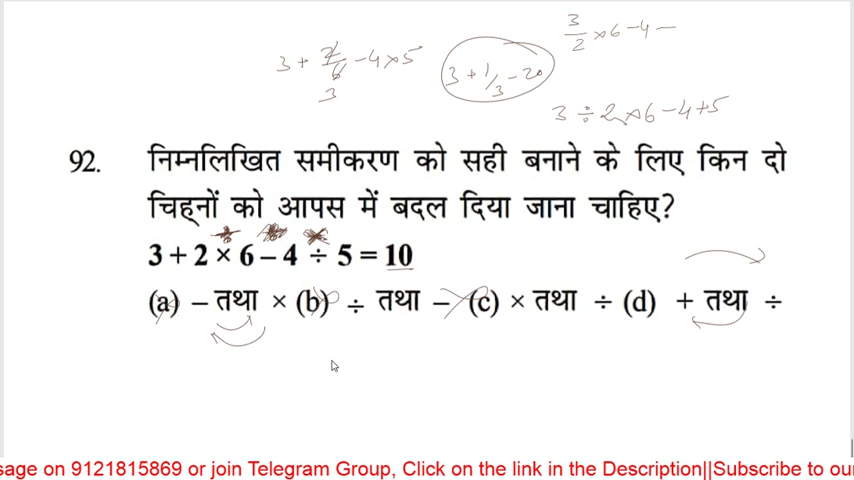 3/2 × 6 - 4 -
3 + 2/6 - 4 × 5
3
3 + 1/3 - 20
3 ÷ 2 × 6 - 4 + 5
92. निम्नलिखित समीकरण को सही बनाने के लिए किन दो
चिह्नों को आपस में बदल दिया जाना चाहिए?
3 + 2 × 6 – 4 ÷ 5 = 10
(a) – तथा × (b) ÷ तथा – (c) × तथा ÷ (d) + तथा ÷
sage on 9121815869 or join Telegram Group, Click on the link in the Description||Subscribe to our